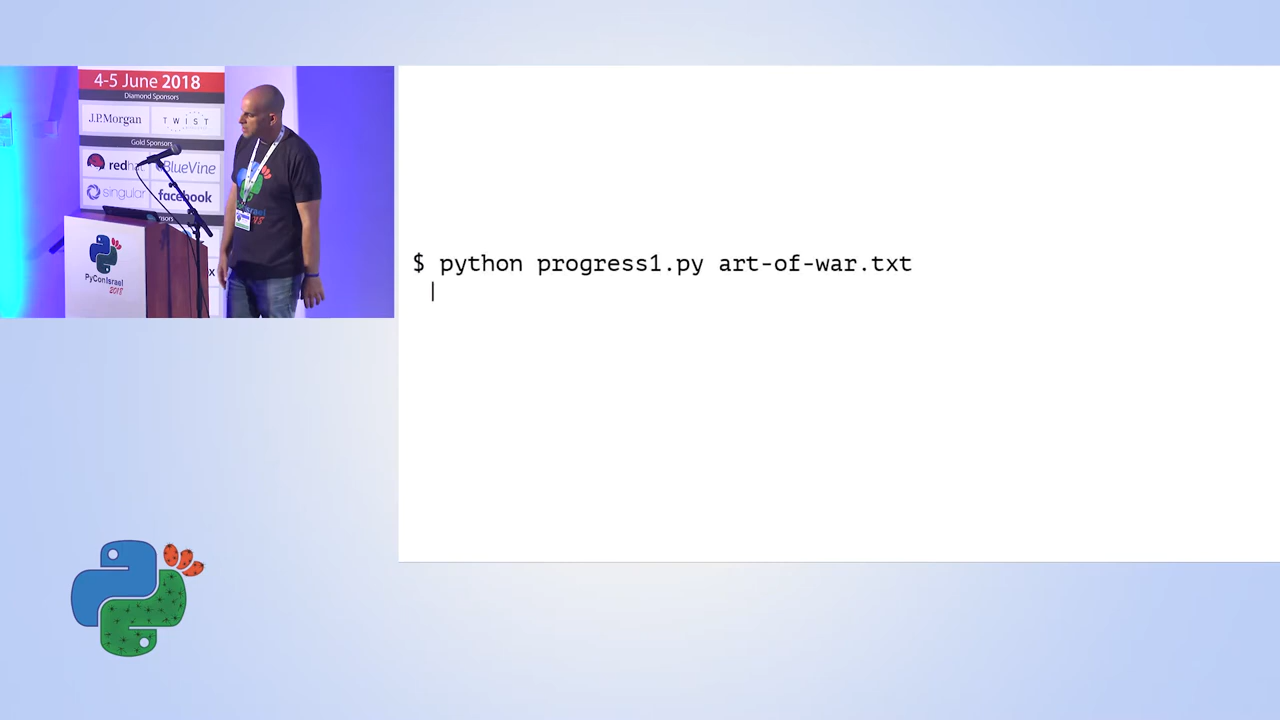 4-5 June 2018
Diamond Sponsors
J.P.Morgan
TWIST
Gold Sponsors
redhat
BlueVine
singular
facebook
PyConIsrael
2018
$ python progress1.py art-of-war.txt
|